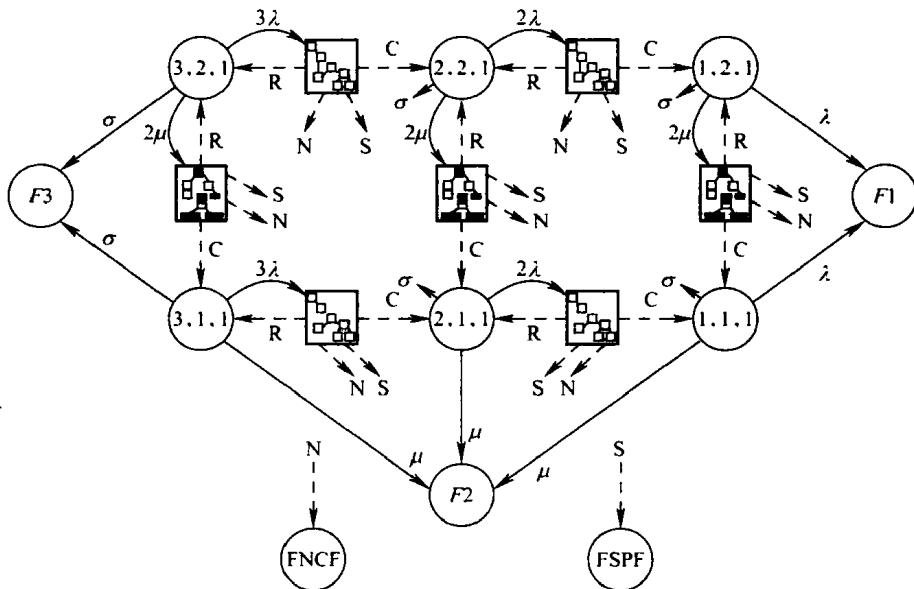 3λ 2λ
3,2,1 R C 2,2,1 R C 1,2,1
σ 2μ R N S σ 2μ R N S σ R λ
F3 S N S N S N F1
σ C 3λ C σ 2λ C σ λ
3,1,1 R C 2,1,1 R C 1,1,1
N S S N
μ μ μ
N F2 S
FNCF FSPF